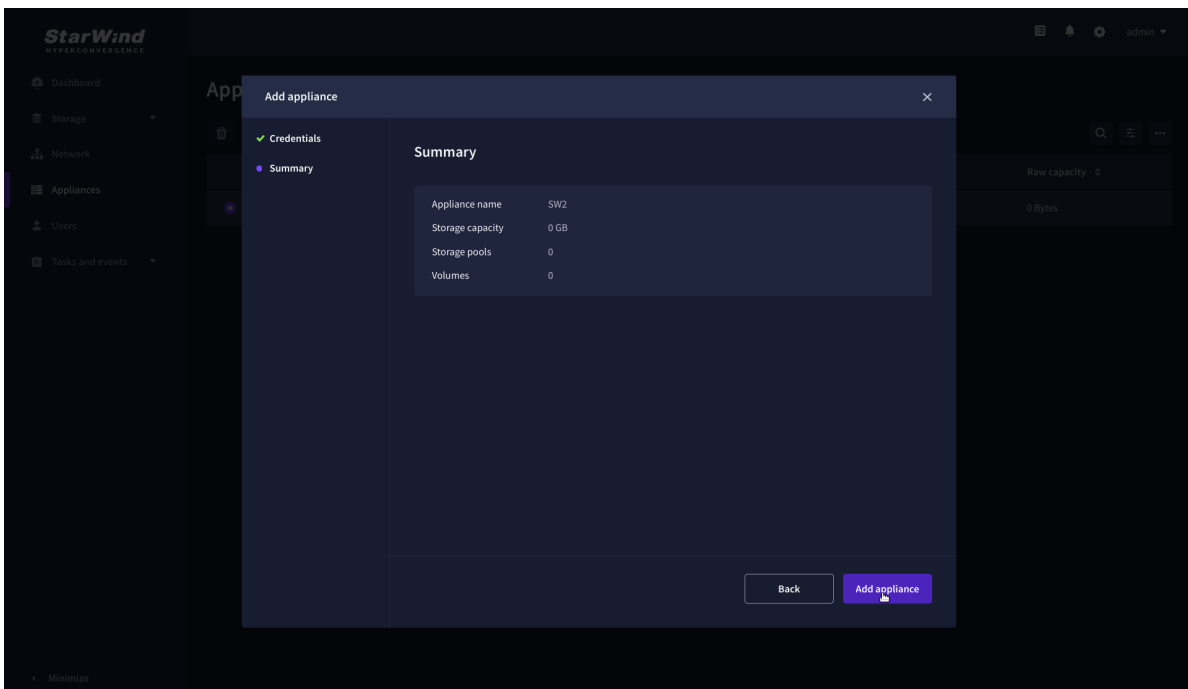 StarWind
HYPERCONVERGENCE
admin
Dashboard
Storage
Network
Appliances
Users
Tasks and events
Minimize
App
Raw capacity
0 Bytes
Add appliance
Credentials
Summary
Summary
Appliance name SW2
Storage capacity 0 GB
Storage pools 0
Volumes 0
Back
Add appliance